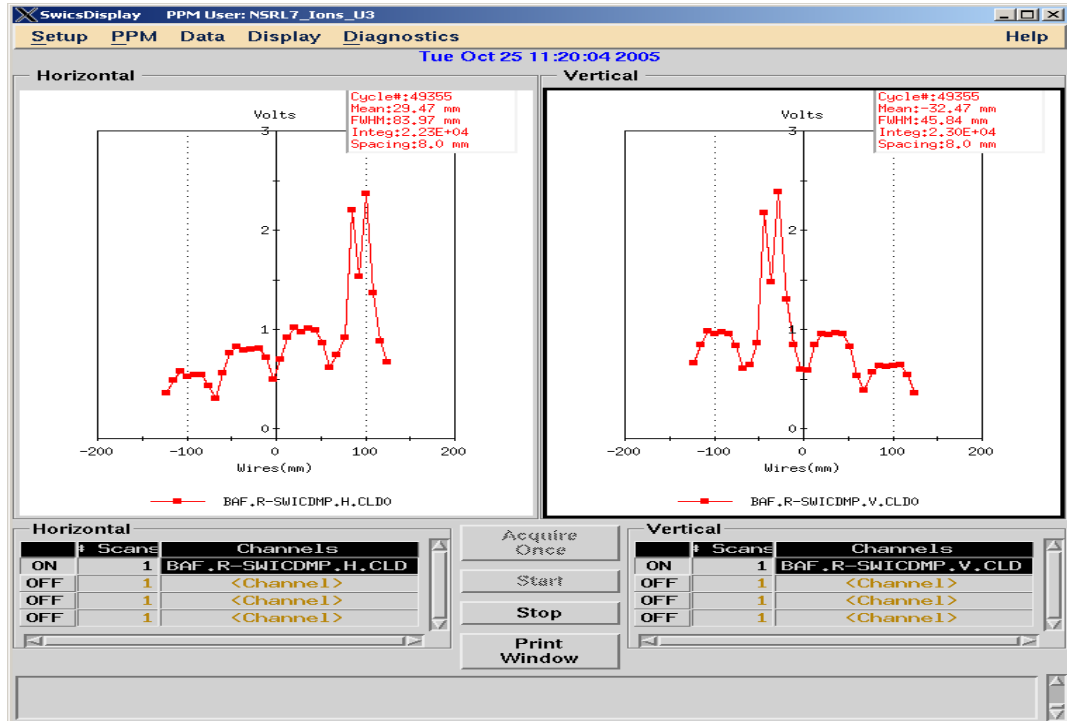 SwicsDisplay PPM User: NSRL7_Ions_U3
Setup PPM Data Display Diagnostics Help
Tue Oct 25 11:20:04 2005
Horizontal
Cycle#:49355
Mean:29.47 mm
FWHM:83.97 mm
Integ:2.23E+04
Spacing:8.0 mm
Volts
3
2
1
0
-200 -100 0 100 200
Wires(mm)
BAF.R-SWICDMP.H.CLD0
Vertical
Cycle#:49355
Mean:-32.47 mm
FWHM:45.84 mm
Integ:2.30E+04
Spacing:8.0 mm
Volts
3
2
1
0
-200 -100 0 100 200
Wires(mm)
BAF.R-SWICDMP.V.CLD0
Horizontal
# Scans Channels
ON 1 BAF.R-SWICDMP.H.CLD
OFF 1 <Channel>
OFF 1 <Channel>
OFF 1 <Channel>
Acquire
Once
Start
Stop
Print
Window
Vertical
# Scans Channels
ON 1 BAF.R-SWICDMP.V.CLD
OFF 1 <Channel>
OFF 1 <Channel>
OFF 1 <Channel>